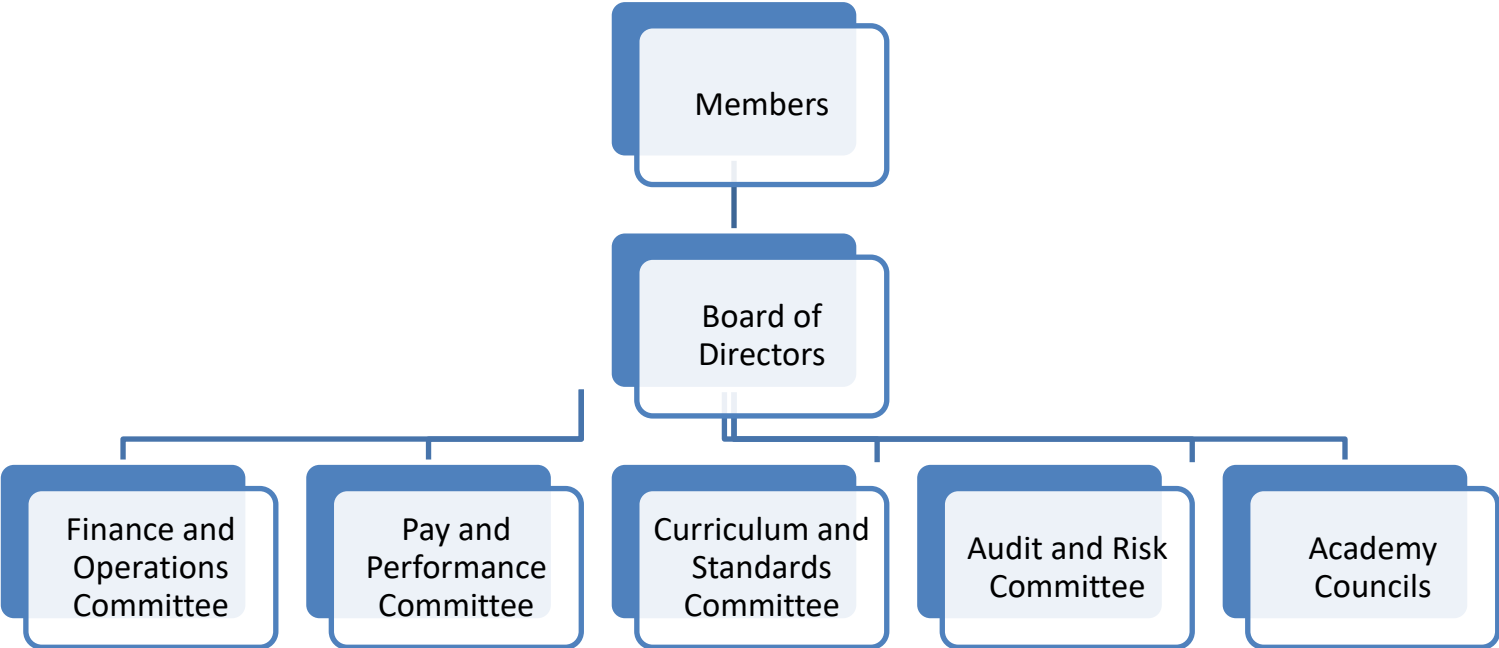 Members
Board of
Directors
Finance and
Operations
Committee
Pay and
Performance
Committee
Curriculum and
Standards
Committee
Audit and Risk
Committee
Academy
Councils